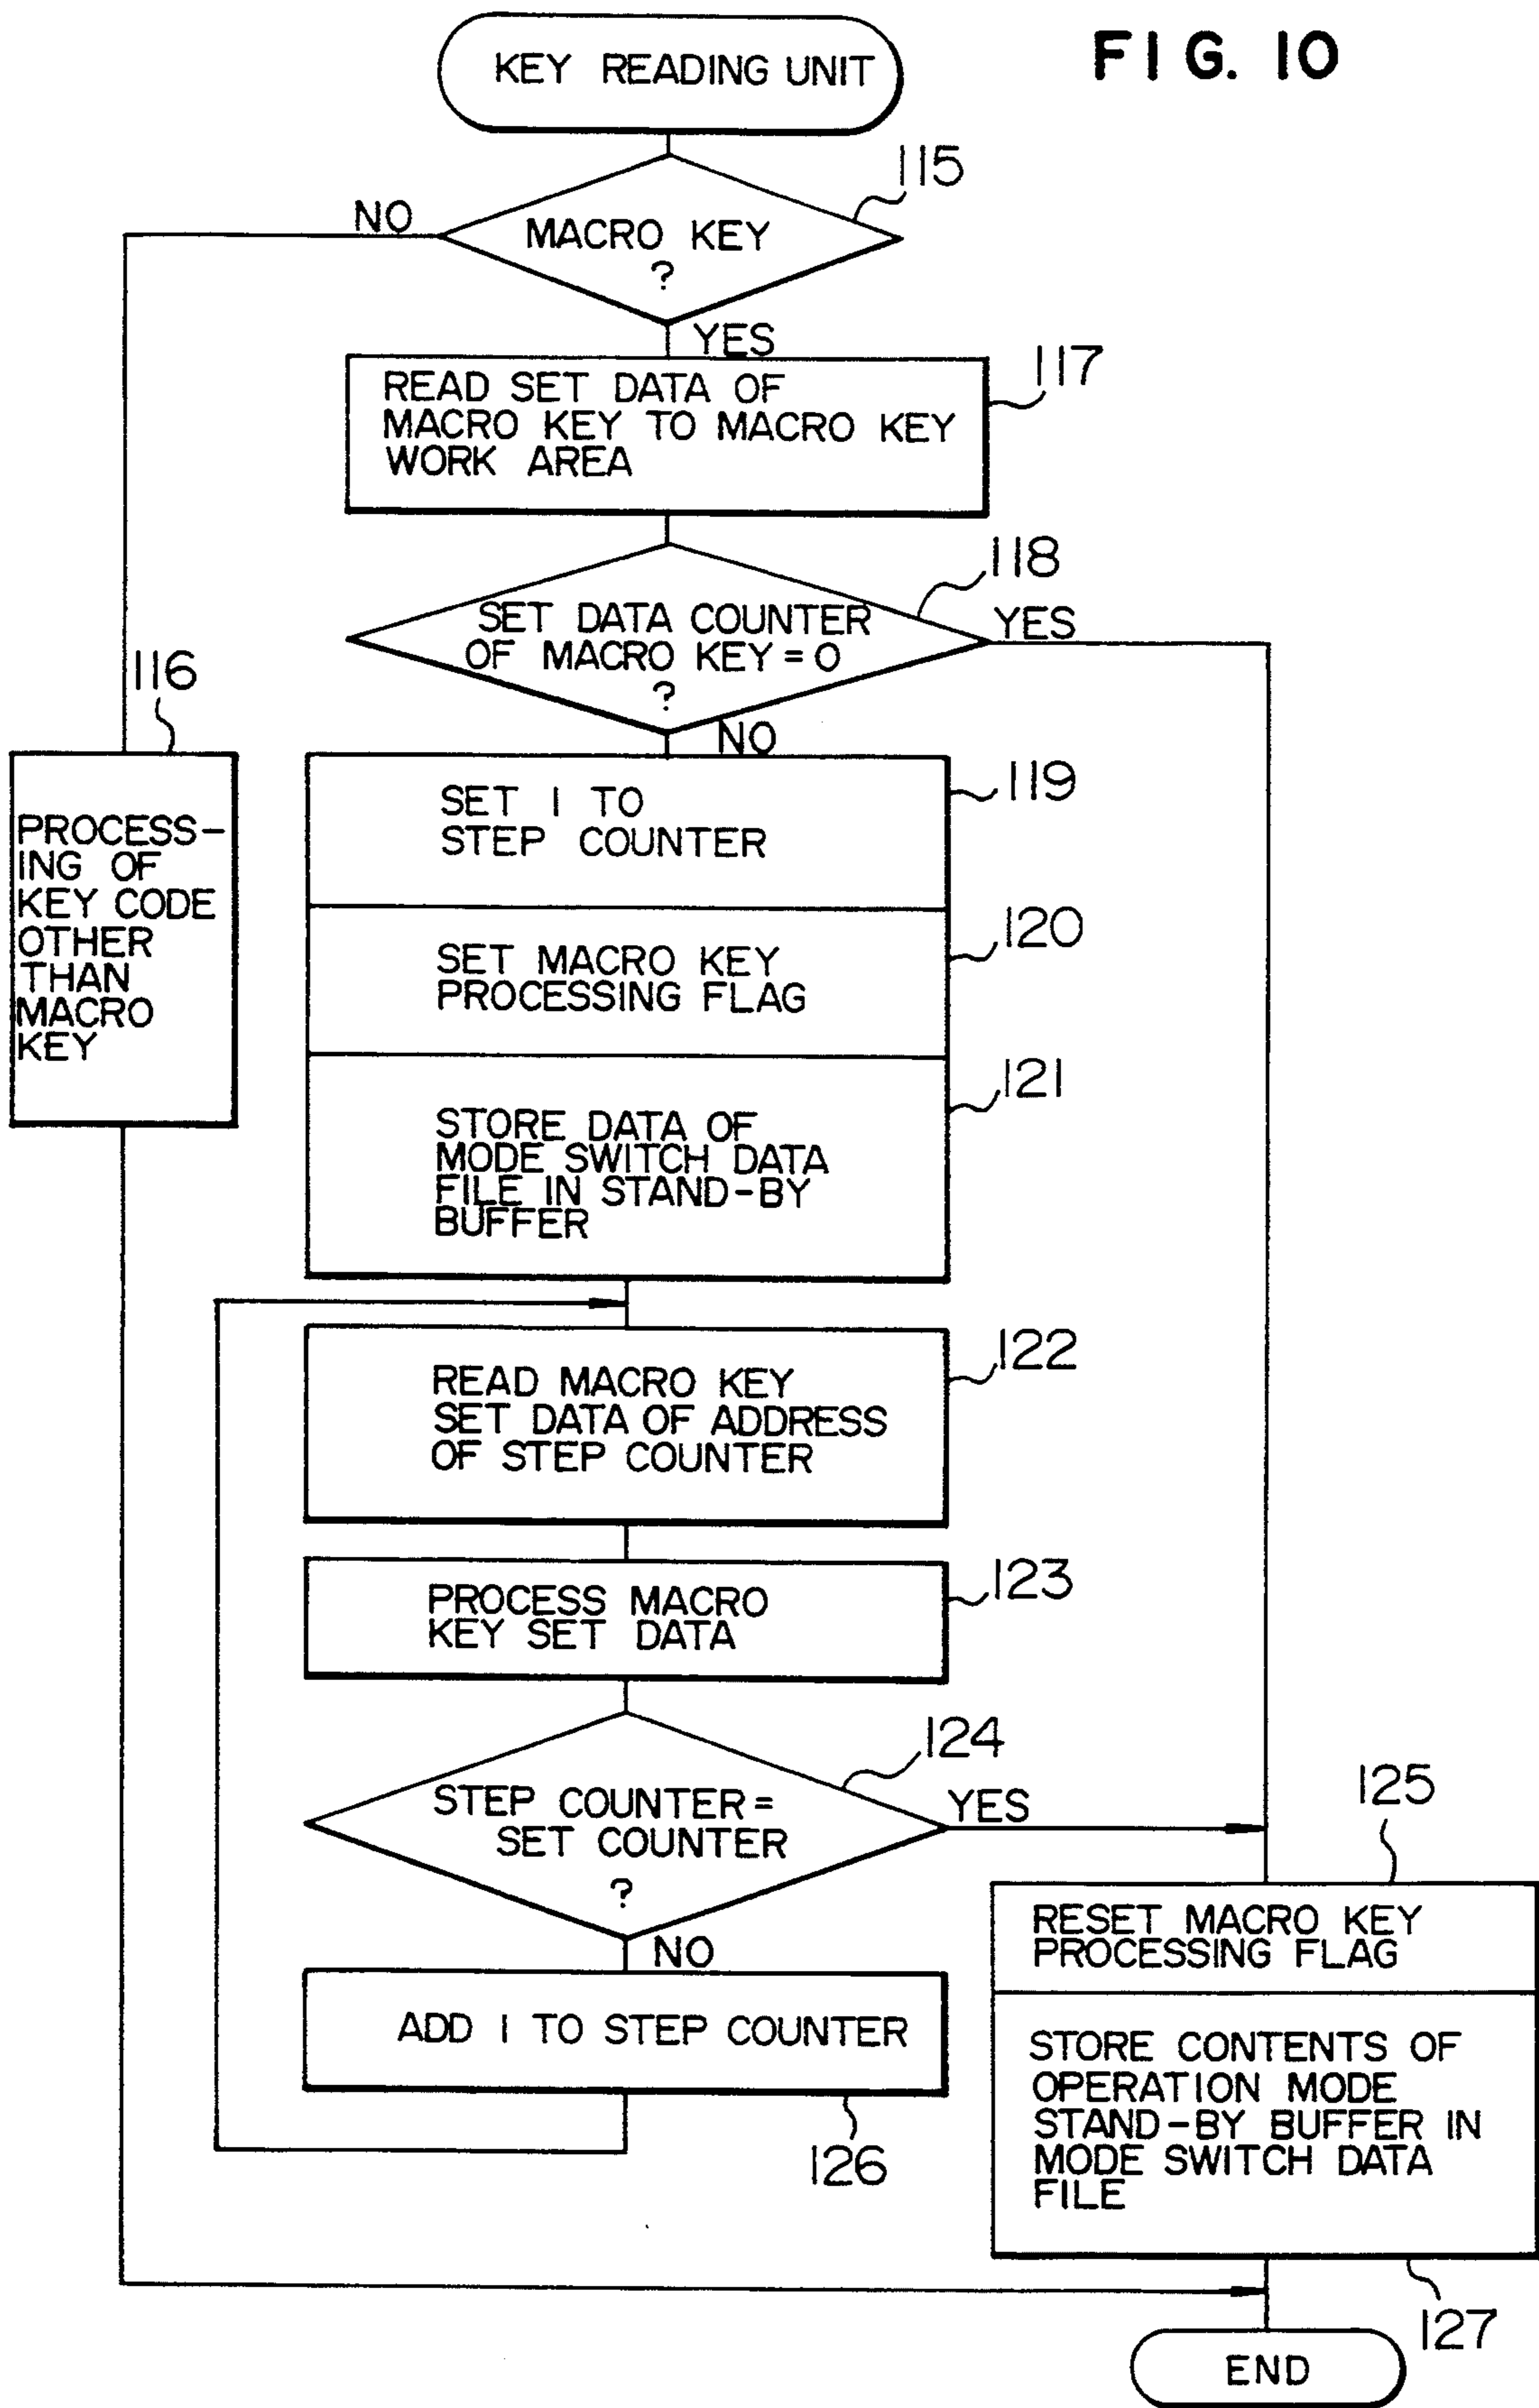 FIG. 10
KEY READING UNIT
115
NO
MACRO KEY
?
YES
117
READ SET DATA OF
MACRO KEY TO MACRO KEY
WORK AREA
118
SET DATA COUNTER
OF MACRO KEY = 0
?
YES
NO
116
PROCESS-
ING OF
KEY CODE
OTHER
THAN
MACRO
KEY
119
SET 1 TO
STEP COUNTER
120
SET MACRO KEY
PROCESSING FLAG
121
STORE DATA OF
MODE SWITCH DATA
FILE IN STAND-BY
BUFFER
122
READ MACRO KEY
SET DATA OF ADDRESS
OF STEP COUNTER
123
PROCESS MACRO
KEY SET DATA
124
STEP COUNTER =
SET COUNTER
?
YES
NO
125
RESET MACRO KEY
PROCESSING FLAG
ADD 1 TO STEP COUNTER
126
STORE CONTENTS OF
OPERATION MODE
STAND-BY BUFFER IN
MODE SWITCH DATA
FILE
127
END